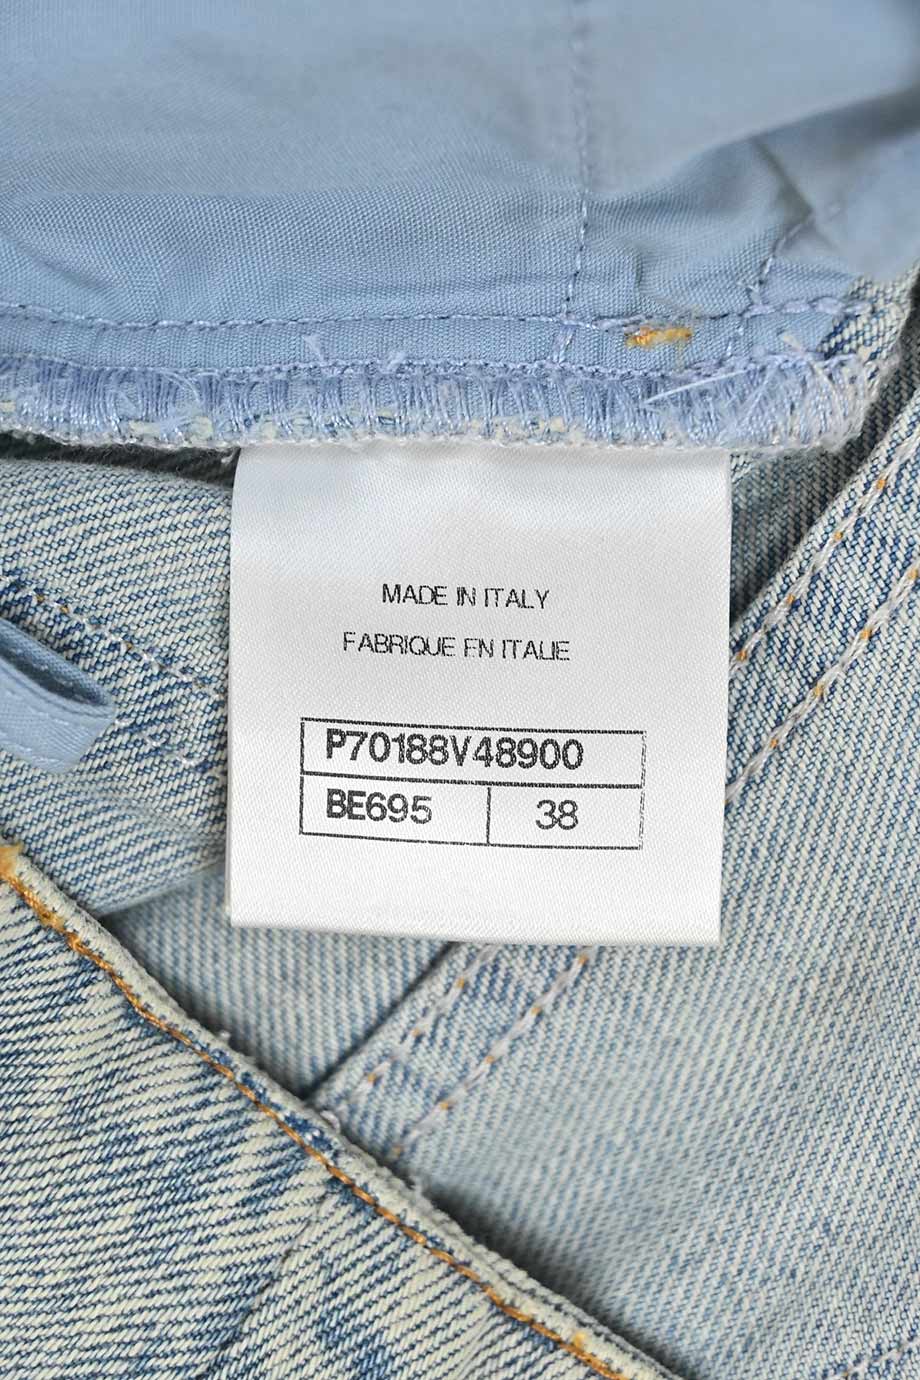 MADE IN ITALY
FABRIQUE EN ITALIE
P70188V48900
BE695 38